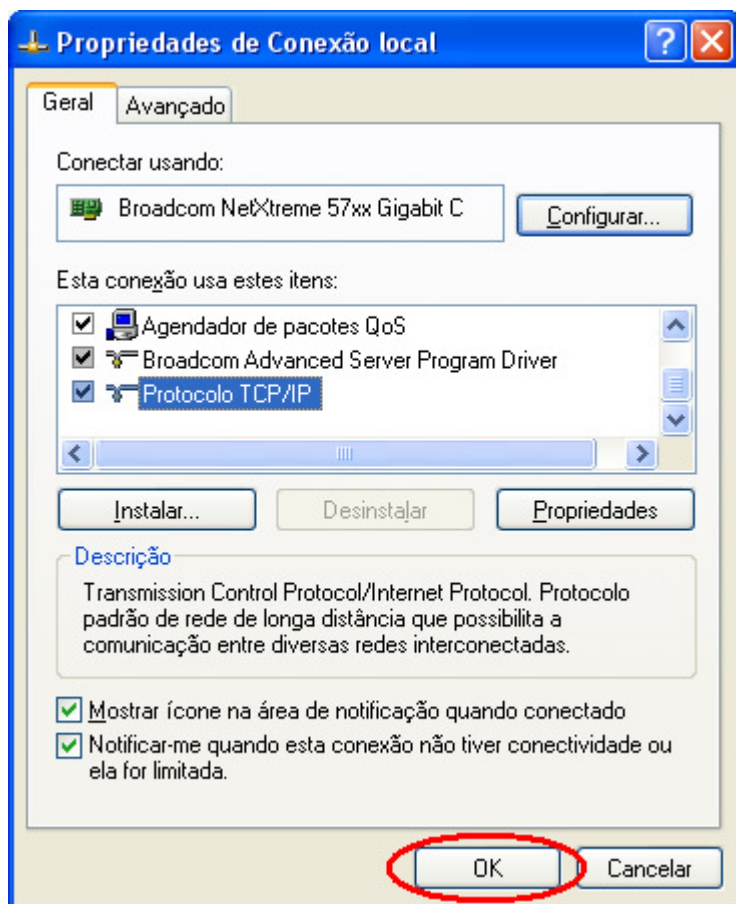 Propriedades de Conexão local
Geral
Avançado
Conectar usando:
Broadcom NetXtreme 57xx Gigabit C
Configurar...
Esta conexão usa estes itens:
Agendador de pacotes QoS
Broadcom Advanced Server Program Driver
Protocolo TCP/IP
Instalar...
Desinstalar
Propriedades
Descrição
Transmission Control Protocol/Internet Protocol. Protocolo
padrão de rede de longa distância que possibilita a
comunicação entre diversas redes interconectadas.
Mostrar ícone na área de notificação quando conectado
Notificar-me quando esta conexão não tiver conectividade ou
ela for limitada.
OK
Cancelar